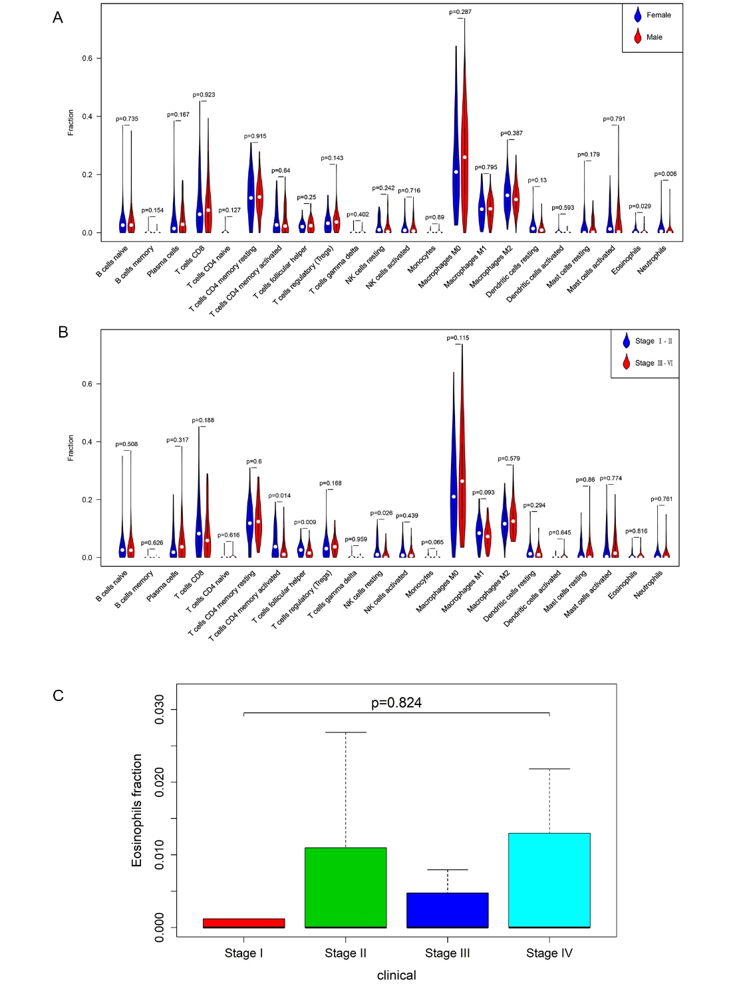 A
Female
Male
Fraction
0.0
0.2
0.4
0.6
p=0.735
p=0.154
p=0.167
p=0.923
p=0.127
p=0.915
p=0.64
p=0.25
p=0.143
p=0.402
p=0.242
p=0.716
p=0.89
p=0.287
p=0.795
p=0.387
p=0.13
p=0.593
p=0.179
p=0.791
p=0.029
p=0.006
B cells naive
B cells memory
Plasma cells
T cells CD8
T cells CD4 naive
T cells CD4 memory resting
T cells CD4 memory activated
T cells follicular helper
T cells regulatory (Tregs)
T cells gamma delta
NK cells resting
NK cells activated
Monocytes
Macrophages M0
Macrophages M1
Macrophages M2
Dendritic cells resting
Dendritic cells activated
Mast cells resting
Mast cells activated
Eosinophils
Neutrophils
B
Stage Ⅰ-Ⅱ
Stage Ⅲ-Ⅵ
Fraction
0.0
0.2
0.4
0.6
p=0.508
p=0.626
p=0.317
p=0.188
p=0.616
p=0.6
p=0.014
p=0.009
p=0.168
p=0.959
p=0.026
p=0.439
p=0.065
p=0.115
p=0.093
p=0.579
p=0.294
p=0.645
p=0.86
p=0.774
p=0.816
p=0.761
B cells naive
B cells memory
Plasma cells
T cells CD8
T cells CD4 naive
T cells CD4 memory resting
T cells CD4 memory activated
T cells follicular helper
T cells regulatory (Tregs)
T cells gamma delta
NK cells resting
NK cells activated
Monocytes
Macrophages M0
Macrophages M1
Macrophages M2
Dendritic cells resting
Dendritic cells activated
Mast cells resting
Mast cells activated
Eosinophils
Neutrophils
C
p=0.824
Eosinophils fraction
0.000
0.010
0.020
0.030
Stage I
Stage II
Stage III
Stage IV
clinical